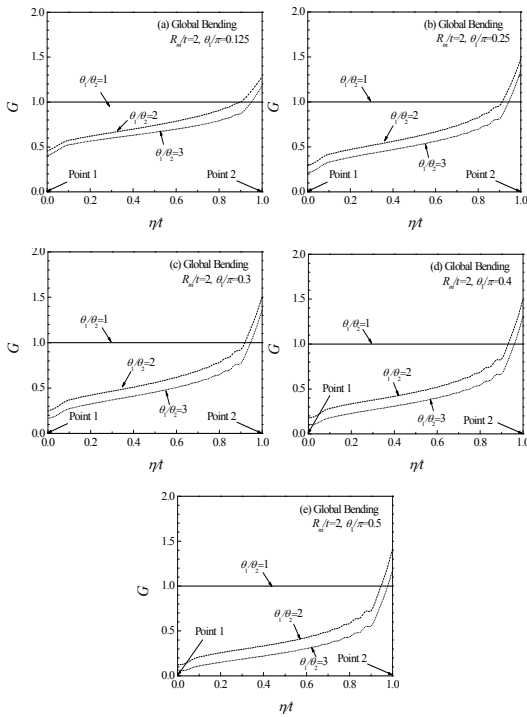 2.0
(a) Global Bending
R_m/t=2, θ_1/π=0.125
1.5
θ_1/θ_2=1
G
1.0
θ_1/θ_2=2
0.5
θ_1/θ_2=3
Point 1
Point 2
0.0
0.0 0.2 0.4 0.6 0.8 1.0
η/t
2.0
(b) Global Bending
R_m/t=2, θ_1/π=0.25
1.5
θ_1/θ_2=1
G
1.0
θ_1/θ_2=2
0.5
θ_1/θ_2=3
Point 1
Point 2
0.0
0.0 0.2 0.4 0.6 0.8 1.0
η/t
2.0
(c) Global Bending
R_m/t=2, θ_1/π=0.3
1.5
θ_1/θ_2=1
G
1.0
θ_1/θ_2=2
0.5
θ_1/θ_2=3
Point 1
Point 2
0.0
0.0 0.2 0.4 0.6 0.8 1.0
η/t
2.0
(d) Global Bending
R_m/t=2, θ_1/π=0.4
1.5
θ_1/θ_2=1
G
1.0
θ_1/θ_2=2
Point 1
0.5
θ_1/θ_2=3
Point 2
0.0
0.0 0.2 0.4 0.6 0.8 1.0
η/t
2.0
(e) Global Bending
R_m/t=2, θ_1/π=0.5
1.5
θ_1/θ_2=1
G
1.0
θ_1/θ_2=2
Point 1
0.5
θ_1/θ_2=3
Point 2
0.0
0.0 0.2 0.4 0.6 0.8 1.0
η/t